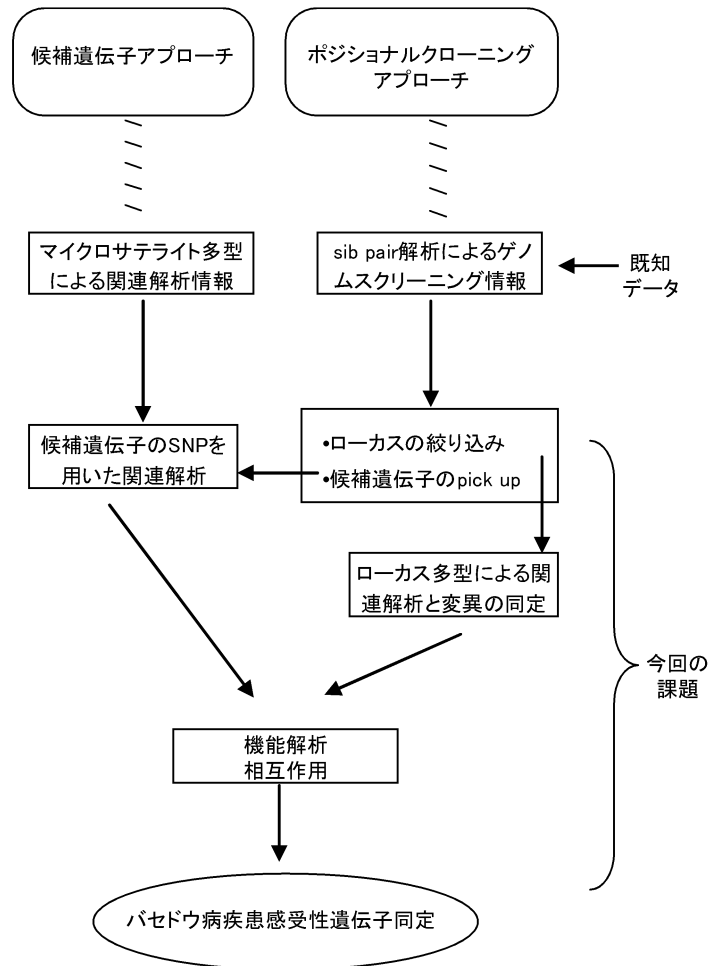 候補遺伝子アプローチ
ポジショナルクローニング
アプローチ
マイクロサテライト多型
による関連解析情報
sib pair解析によるゲノ
ムスクリーニング情報
既知
データ
候補遺伝子のSNPを
用いた関連解析
•ローカスの絞り込み
•候補遺伝子のpick up
ローカス多型による関
連解析と変異の同定
今回の
課題
機能解析
相互作用
バセドウ病疾患感受性遺伝子同定